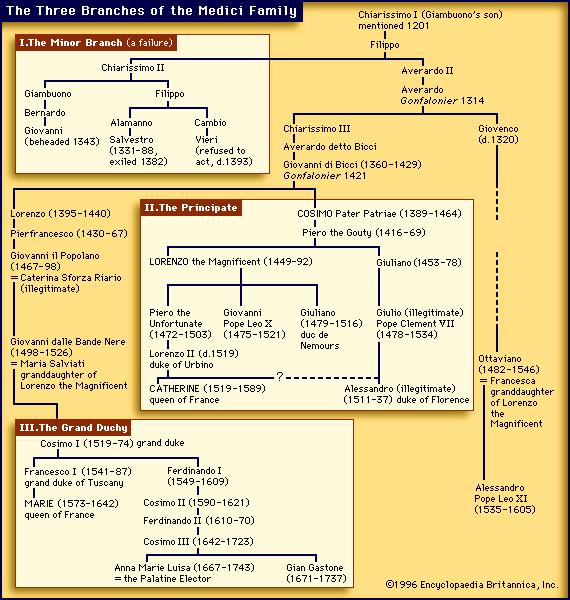 The Three Branches of the Medici Family
Chiarissimo I (Giambuono's son)
mentioned 1201
Filippo
I.The Minor Branch (a failure)
Chiarissimo II
Giambuono
Filippo
Bernardo
Giovanni
(beheaded 1343)
Alamanno
Cambio
Salvestro
(1331-88,
exiled 1382)
Vieri
(refused to
act, d.1393)
Averardo II
Averardo
Gonfalonier 1314
Chiarissimo III
Giovenco
(d.1320)
Averardo detto Bicci
Giovanni di Bicci (1360-1429)
Gonfalonier 1421
Lorenzo (1395-1440)
Pierfrancesco (1430-67)
Giovanni il Popolano
(1467-98)
= Caterina Sforza Riario
(illegitimate)
Giovanni dalle Bande Nere
(1498-1526)
= Maria Salviati
granddaughter of
Lorenzo the Magnificent
II.The Principate
COSIMO Pater Patriae (1389-1464)
Piero the Gouty (1416-69)
LORENZO the Magnificent (1449-92)
Giuliano (1453-78)
Piero the
Unfortunate
(1472-1503)
Giovanni
Pope Leo X
(1475-1521)
Giuliano
(1479-1516)
duc de
Nemours
Giulio (illegitimate)
Pope Clement VII
(1478-1534)
Lorenzo II (d.1519)
duke of Urbino
?
CATHERINE (1519-1589)
queen of France
Alessandro (illegitimate)
(1511-37) duke of Florence
Ottaviano
(1482-1546)
= Francesca
granddaughter
of Lorenzo
the
Magnificent
Alessandro
Pope Leo XI
(1535-1605)
III.The Grand Duchy
Cosimo I (1519-74) grand duke
Francesco I (1541-87)
grand duke of Tuscany
Ferdinando I
(1549-1609)
MARIE (1573-1642)
queen of France
Cosimo II (1590-1621)
Ferdinando II (1610-70)
Cosimo III (1642-1723)
Anna Marie Luisa (1667-1743)
= the Palatine Elector
Gian Gastone
(1671-1737)
©1996 Encyclopaedia Britannica, Inc.